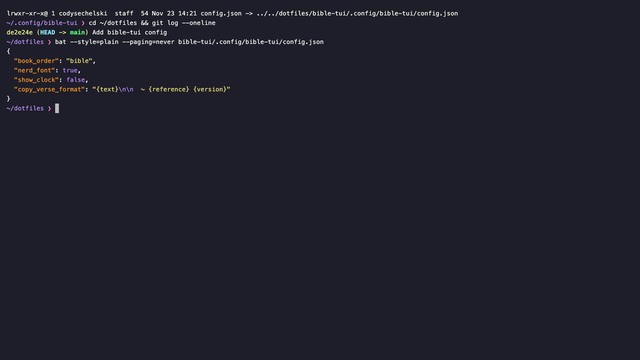 lrwxr-xr-x@ 1 codysechelski  staff  54 Nov 23 14:21 config.json -> ../../dotfiles/bible-tui/.config/bible-tui/config.json
~/.config/bible-tui ❯ cd ~/dotfiles && git log --oneline
de2e24e (HEAD -> main) Add bible-tui config
~/dotfiles ❯ bat --style=plain --paging=never bible-tui/.config/bible-tui/config.json
{
  "book_order": "bible",
  "nerd_font": true,
  "show_clock": false,
  "copy_verse_format": "{text}\n\n  ~ {reference} {version}"
}
~/dotfiles ❯